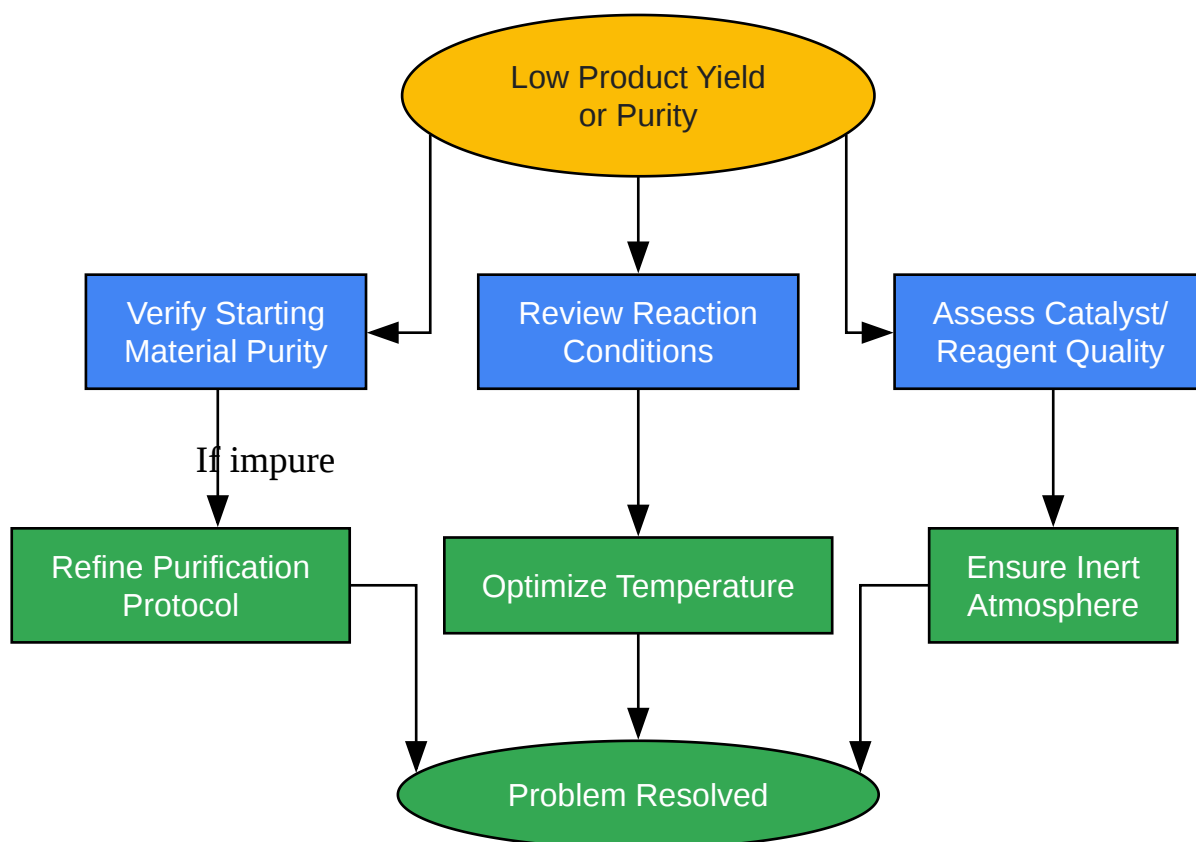 Low Product Yield
or Purity
Verify Starting
Material Purity
Review Reaction
Conditions
Assess Catalyst/
Reagent Quality
If impure
Refine Purification
Protocol
Optimize Temperature
Ensure Inert
Atmosphere
Problem Resolved